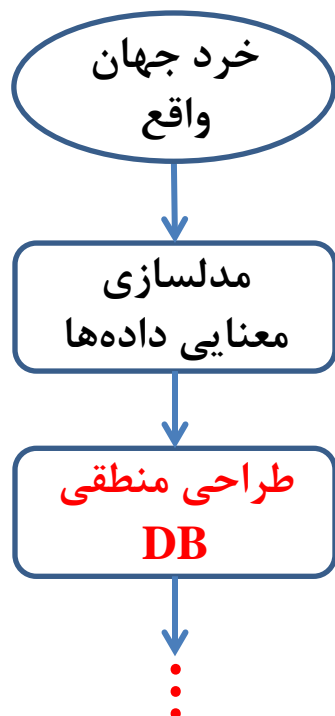 خرد جهان
واقع
مدلسازی
معنایی داده‌ها
طراحی منطقی
DB